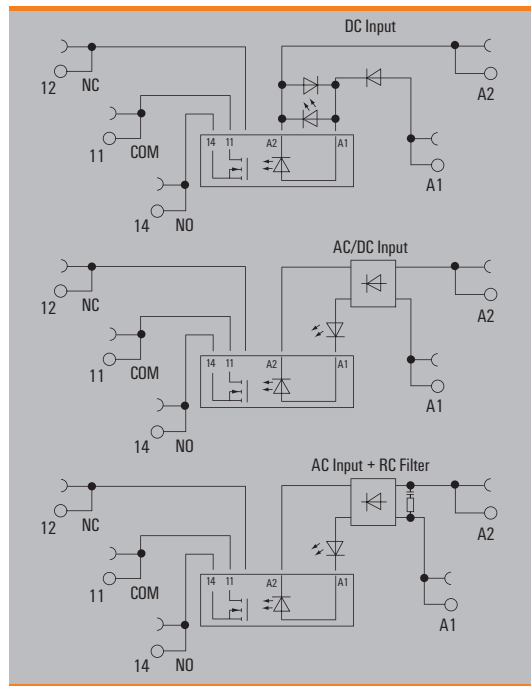 DC Input
12 NC
A2
11 COM
14 11 A2 A1
A1
14 NO
AC/DC Input
12 NC
A2
11 COM
14 11 A2 A1
A1
14 NO
AC Input + RC Filter
12 NC
A2
11 COM
14 11 A2 A1
A1
14 NO